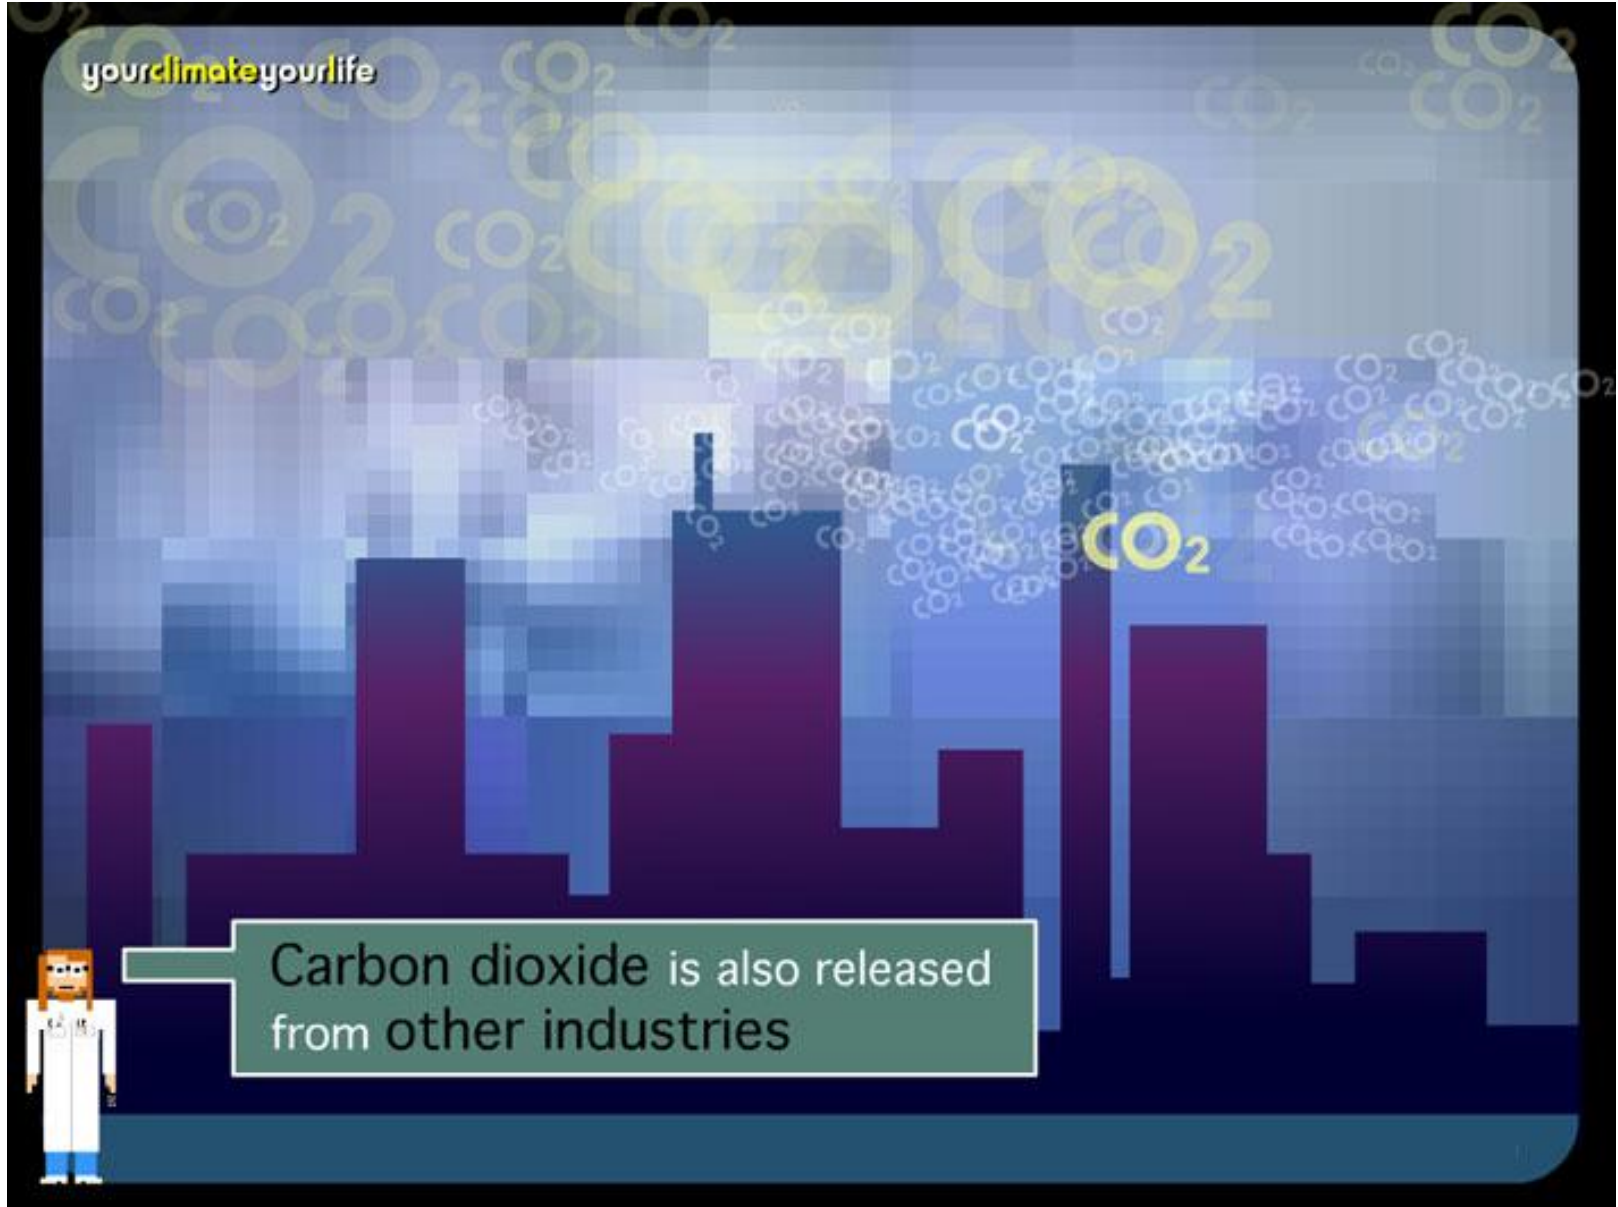 yourclimateyourlife
CO2
Carbon dioxide is also released
from other industries